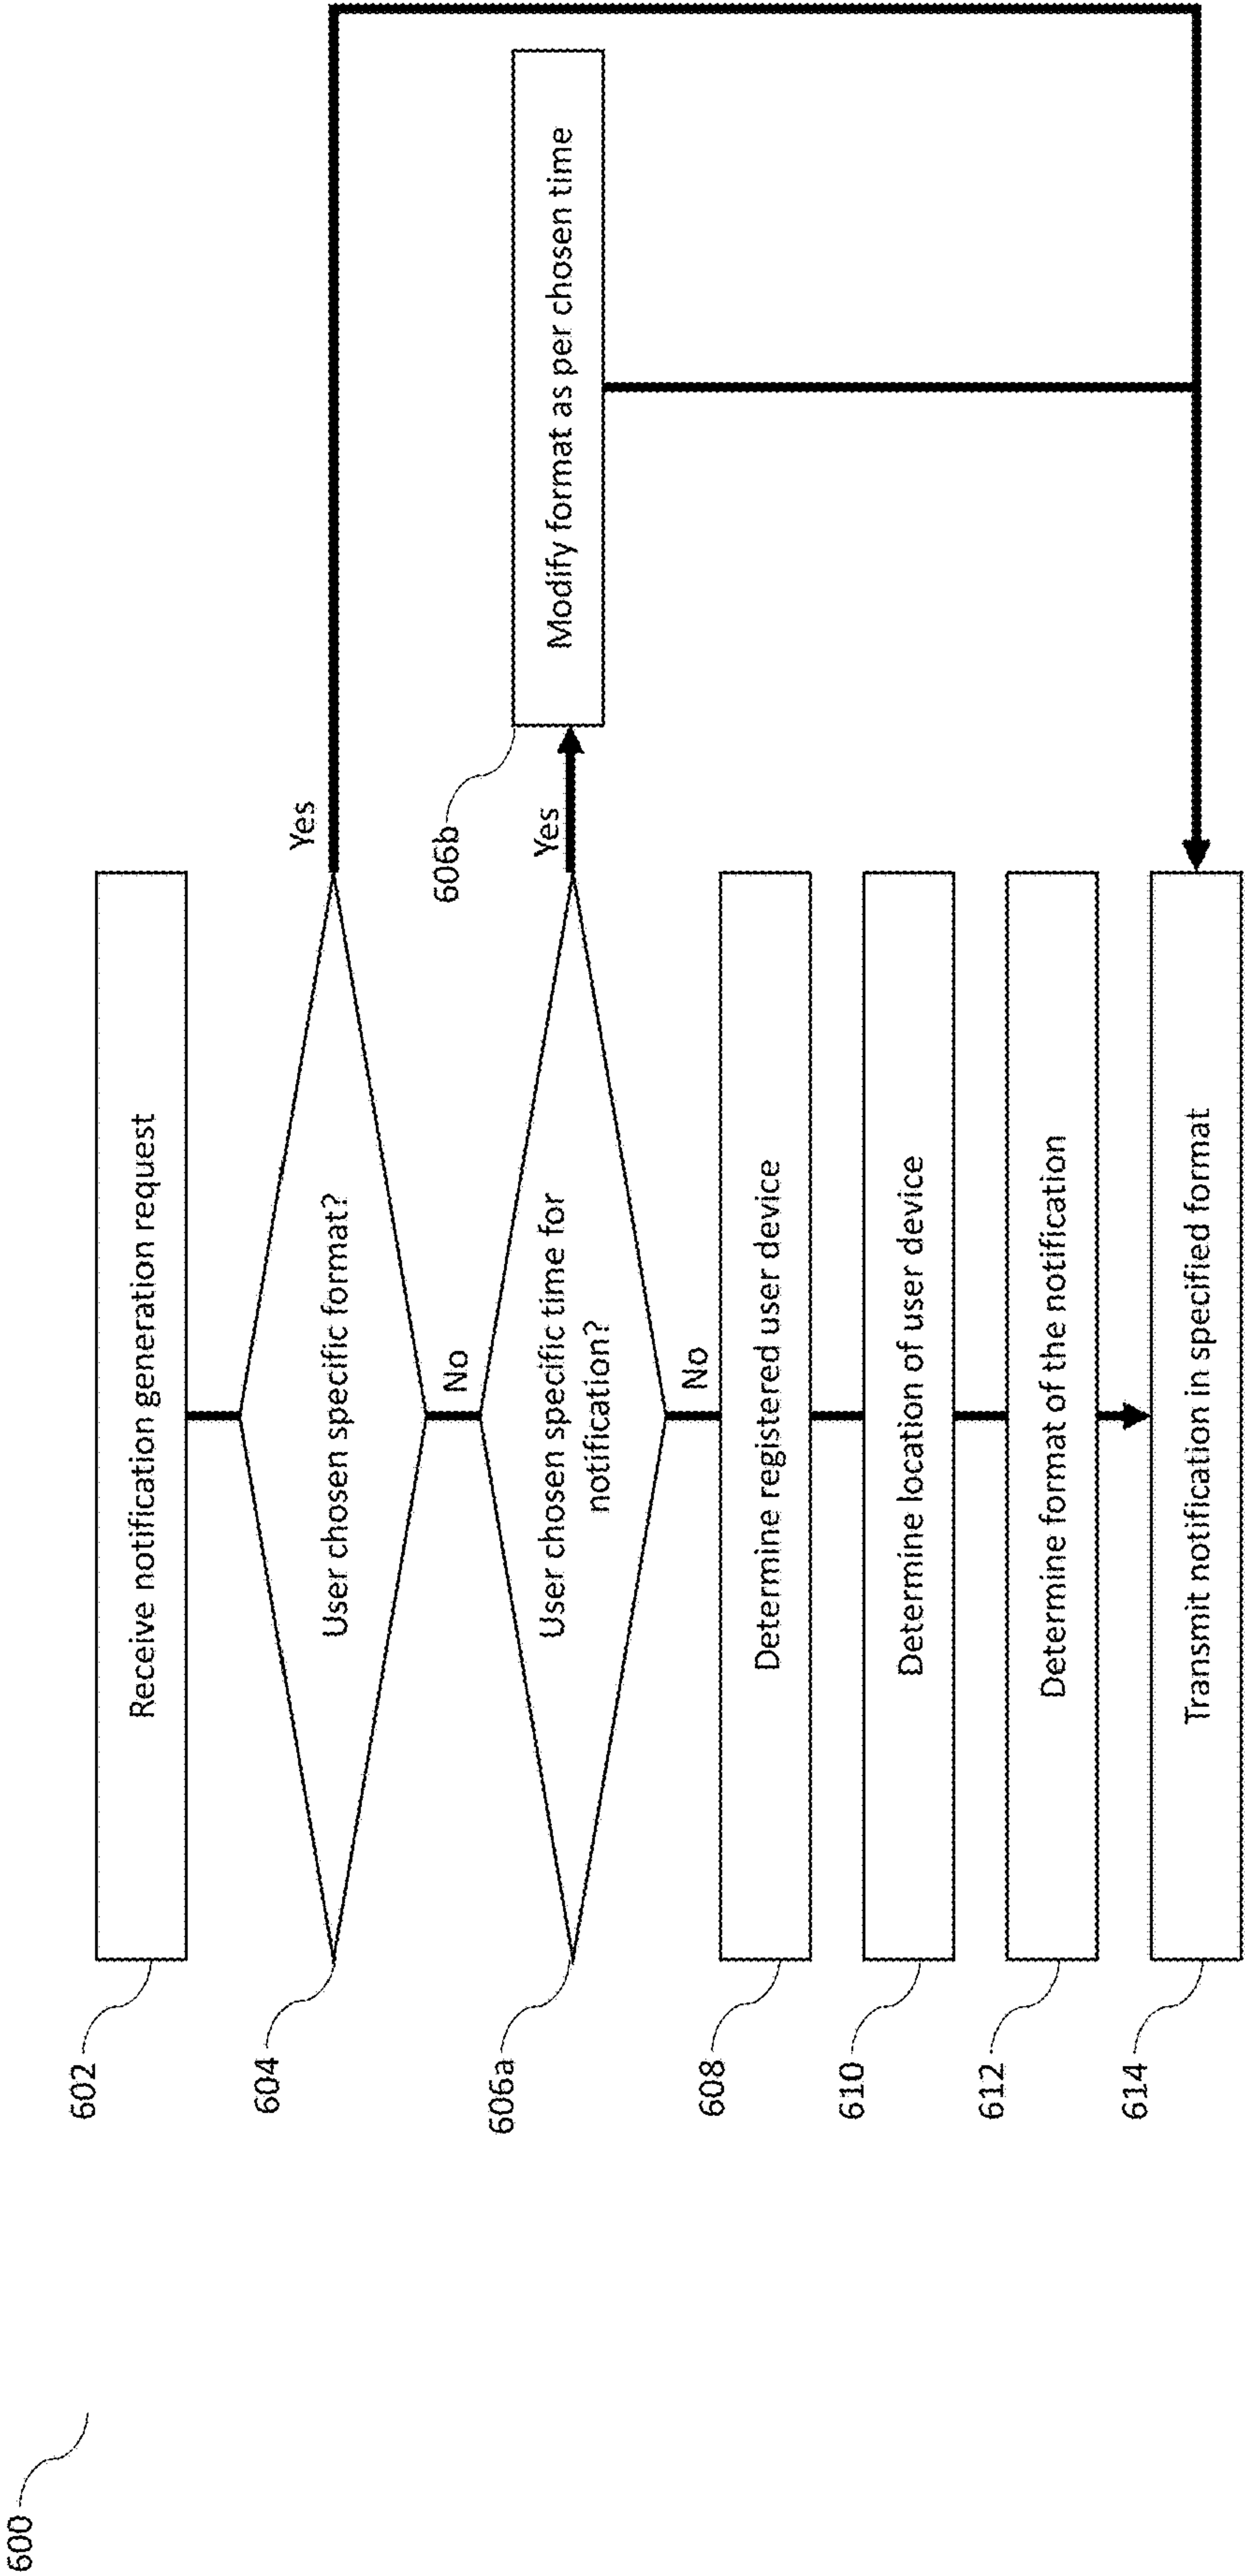 600
602
Receive notification generation request
604
User chosen specific format?
Yes
No
606a
User chosen specific time for
notification?
Yes
606b
Modify format as per chosen time
No
608
Determine registered user device
610
Determine location of user device
612
Determine format of the notification
614
Transmit notification in specified format